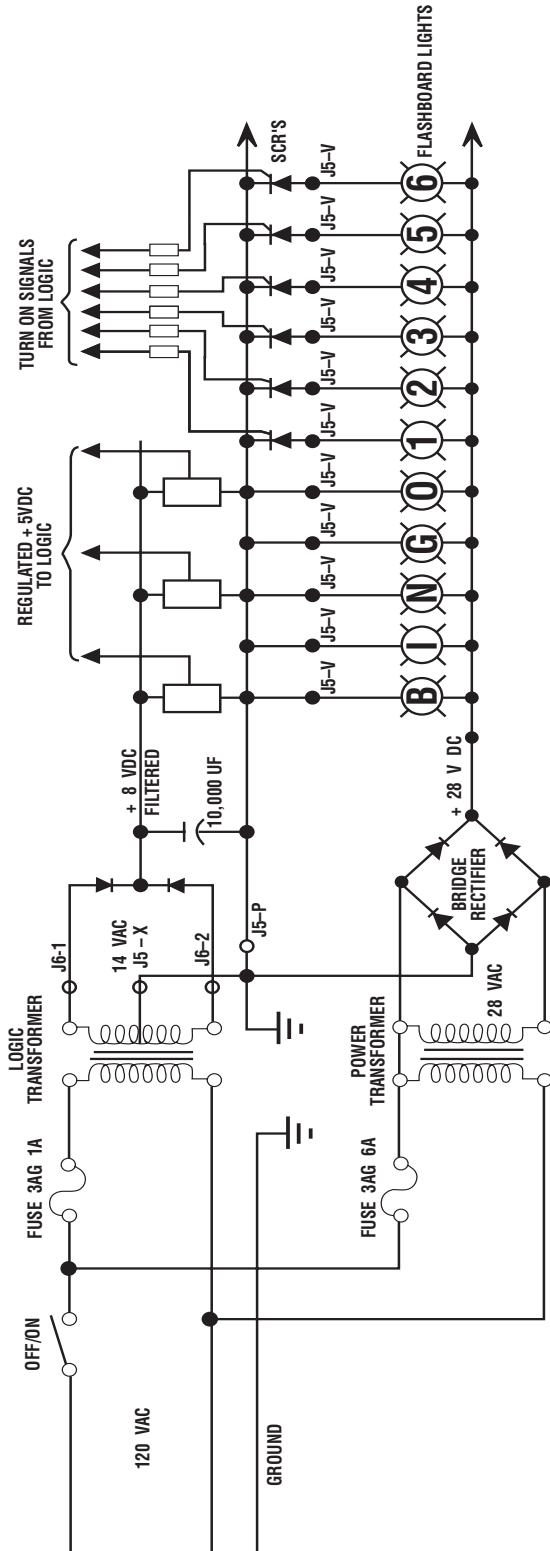 OFF/ON
120 VAC
GROUND
FUSE 3AG 1A
LOGIC
TRANSFORMER
J6-1
14 VAC
J5-X
J6-2
J5-P
FUSE 3AG 6A
POWER
TRANSFORMER
28 VAC
BRIDGE
RECTIFIER
+ 28 V DC
+ 8 VDC
FILTERED
10,000 UF
REGULATED + 5VDC
TO LOGIC
TURN ON SIGNALS
FROM LOGIC
SCR'S
J5-V
J5-V
J5-V
J5-V
J5-V
J5-V
J5-V
J5-V
J5-V
J5-V
J5-V
B
I
N
G
O
1
2
3
4
5
6
FLASHBOARD LIGHTS